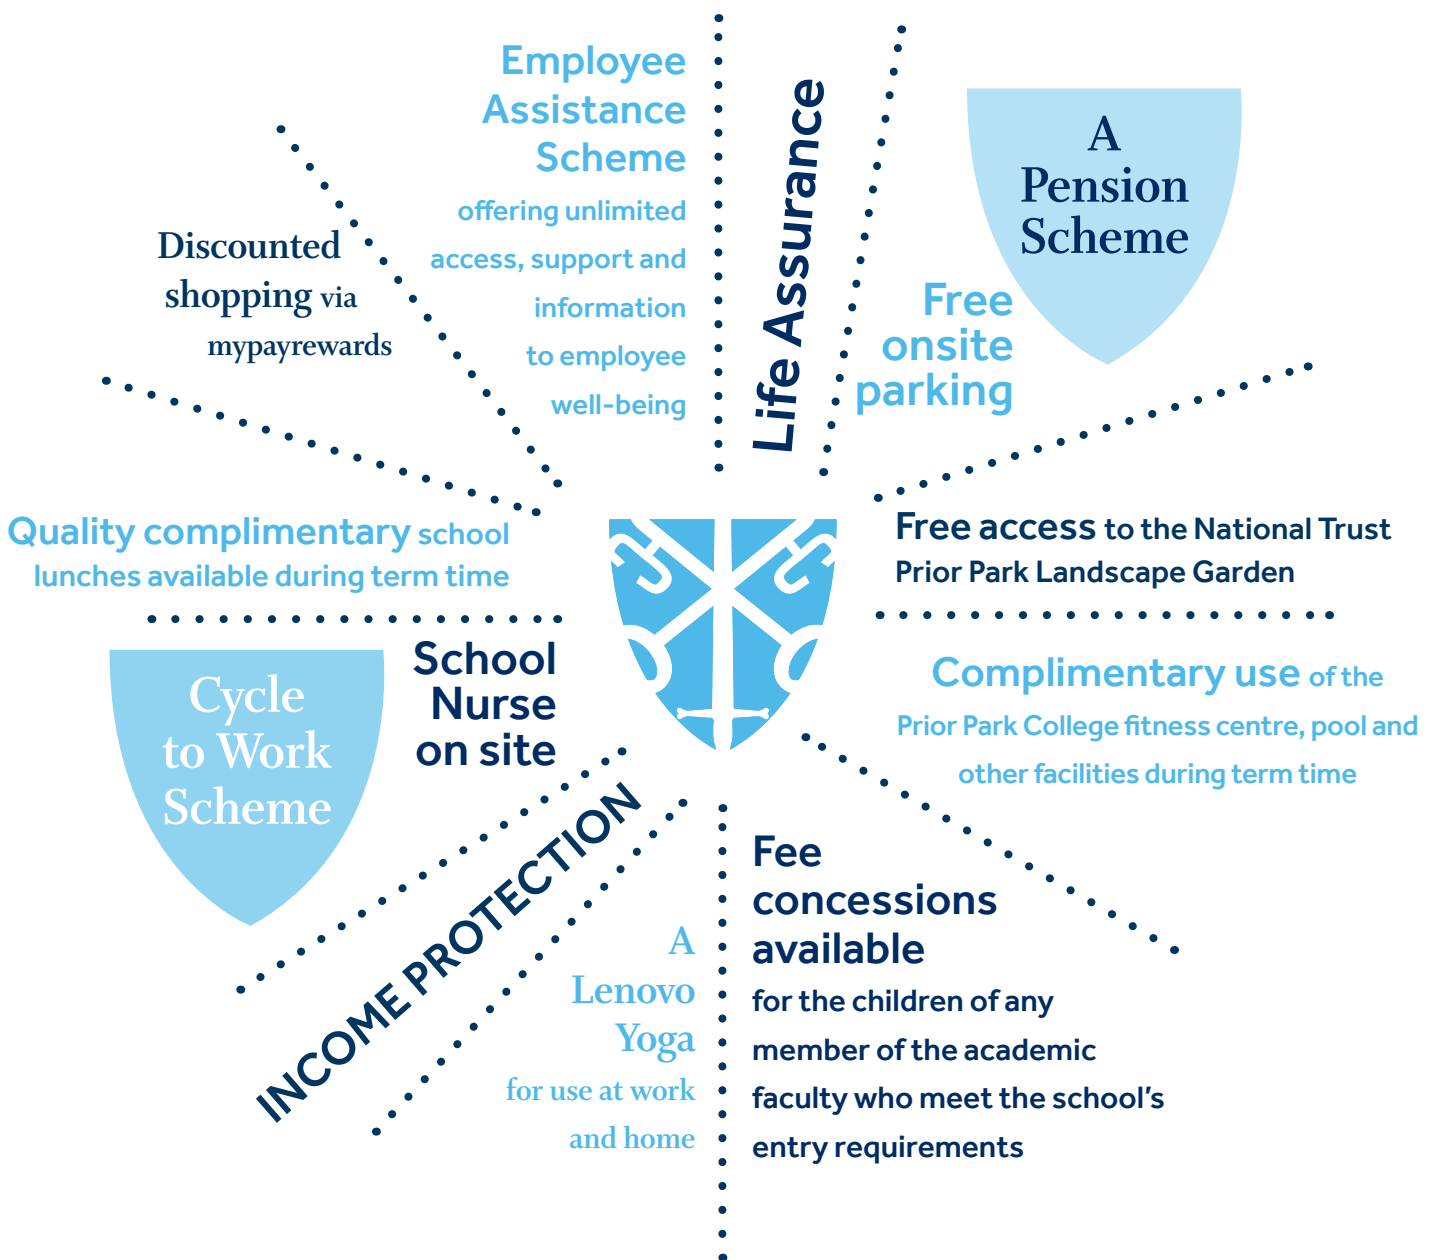 Employee
Assistance
Scheme
offering unlimited
access, support and
information
to employee
well-being
Life Assurance
A
Pension
Scheme
Free
onsite
parking
Discounted
shopping via
mypayrewards
Quality complimentary school
lunches available during term time
Free access to the National Trust
Prior Park Landscape Garden
Cycle
to Work
Scheme
School
Nurse
on site
Complimentary use of the
Prior Park College fitness centre, pool and
other facilities during term time
INCOME PROTECTION
A
Lenovo
Yoga
for use at work
and home
Fee
concessions
available
for the children of any
member of the academic
faculty who meet the school’s
entry requirements